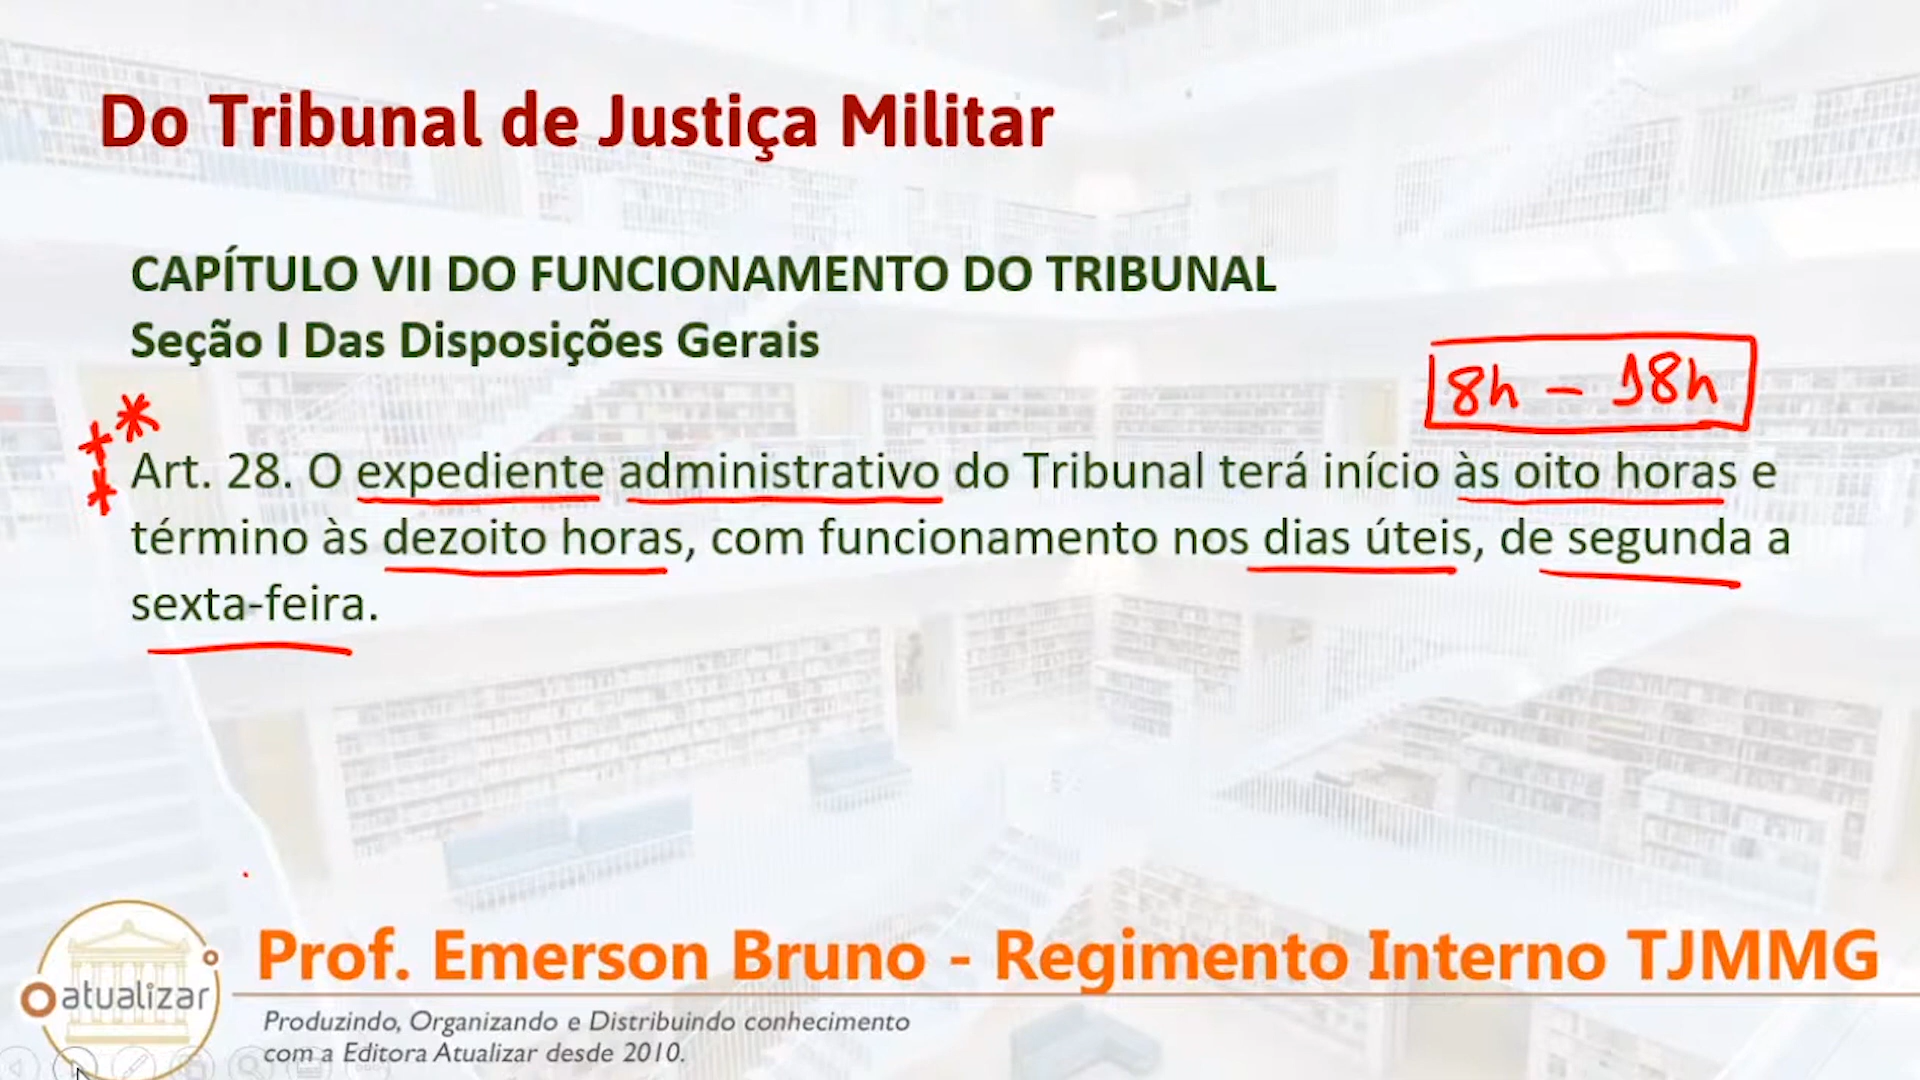 Do Tribunal de Justiça Militar
CAPÍTULO VII DO FUNCIONAMENTO DO TRIBUNAL
Seção I Das Disposições Gerais
8h – 18h
Art. 28. O expediente administrativo do Tribunal terá início às oito horas e
término às dezoito horas, com funcionamento nos dias úteis, de segunda a
sexta-feira.
Prof. Emerson Bruno - Regimento Interno TJMMG
atualizar
Produzindo, Organizando e Distribuindo conhecimento
com a Editora Atualizar desde 2010.